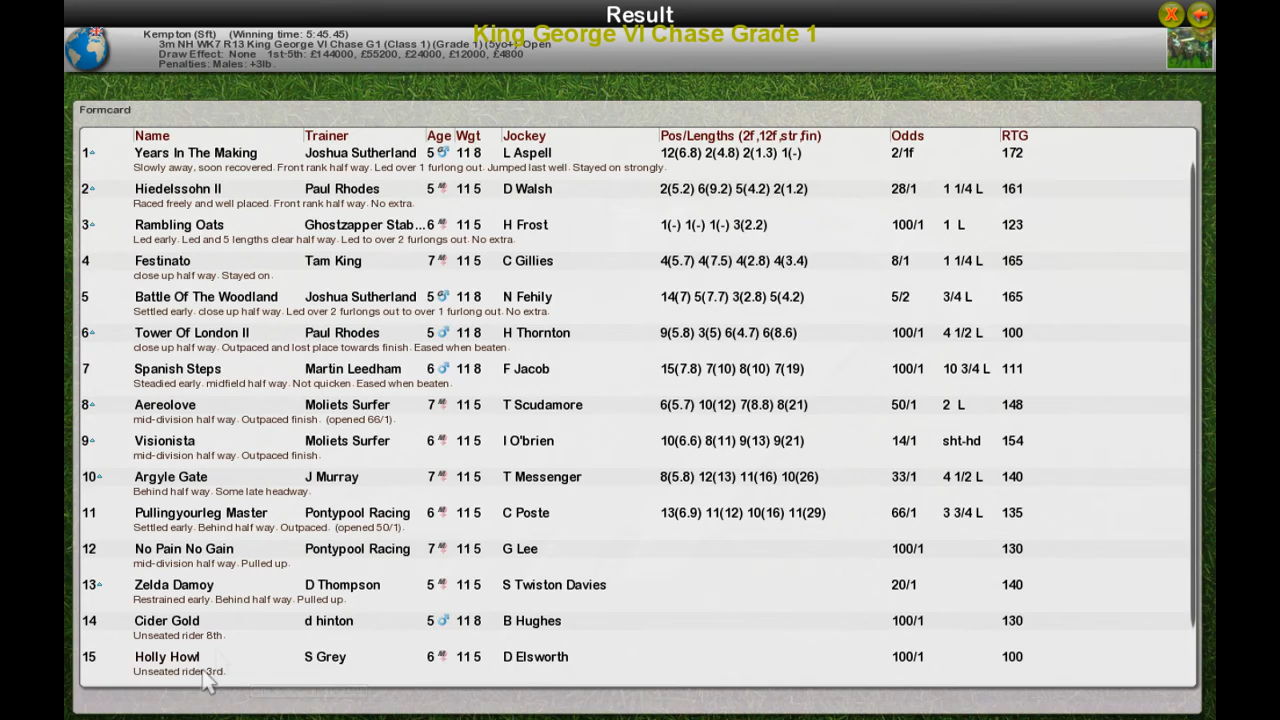 Result
King George VI Chase Grade 1
Kempton (Sft) (Winning time: 5:45.45)
3m NH WK7 R13 King George VI Chase G1 (Class 1) (Grade 1) (5yo+) Open
Draw Effect: None 1st-5th: £144000, £55200, £24000, £12000, £4800
Penalties: Males: +3lb.
Formcard
Name Trainer Age Wgt Jockey Pos/Lengths (2f,12f,str,fin) Odds RTG
1 Years In The Making Joshua Sutherland 5 11 8 L Aspell 12(6.8) 2(4.8) 2(1.3) 1(-) 2/1f 172
Slowly away, soon recovered. Front rank half way. Led over 1 furlong out. Jumped last well. Stayed on strongly.
2 Hiedelssohn II Paul Rhodes 5 11 5 D Walsh 2(5.2) 6(9.2) 5(4.2) 2(1.2) 28/1 1 1/4 L 161
Raced freely and well placed. Front rank half way. No extra.
3 Rambling Oats Ghostzapper Stab... 6 11 5 H Frost 1(-) 1(-) 1(-) 3(2.2) 100/1 1 L 123
Led early. Led and 5 lengths clear half way. Led to over 2 furlongs out. No extra.
4 Festinato Tam King 7 11 5 C Gillies 4(5.7) 4(7.5) 4(2.8) 4(3.4) 8/1 1 1/4 L 165
close up half way. Stayed on.
5 Battle Of The Woodland Joshua Sutherland 5 11 8 N Fehily 14(7) 5(7.7) 3(2.8) 5(4.2) 5/2 3/4 L 165
Settled early. close up half way. Led over 2 furlongs out to over 1 furlong out. No extra.
6 Tower Of London II Paul Rhodes 5 11 8 H Thornton 9(5.8) 3(5) 6(4.7) 6(8.6) 100/1 4 1/2 L 100
close up half way. Outpaced and lost place towards finish. Eased when beaten.
7 Spanish Steps Martin Leedham 6 11 8 F Jacob 15(7.8) 7(10) 8(10) 7(19) 100/1 10 3/4 L 111
Steadied early. midfield half way. Not quicken. Eased when beaten.
8 Aereolove Moliets Surfer 7 11 5 T Scudamore 6(5.7) 10(12) 7(8.8) 8(21) 50/1 2 L 148
mid-division half way. Outpaced finish. (opened 66/1).
9 Visionista Moliets Surfer 6 11 5 I O'brien 10(6.6) 8(11) 9(13) 9(21) 14/1 sht-hd 154
mid-division half way. Outpaced finish.
10 Argyle Gate J Murray 7 11 5 T Messenger 8(5.8) 12(13) 11(16) 10(26) 33/1 4 1/2 L 140
Behind half way. Some late headway.
11 Pullingyourleg Master Pontypool Racing 6 11 5 C Poste 13(6.9) 11(12) 10(16) 11(29) 66/1 3 3/4 L 135
Settled early. Behind half way. Outpaced. (opened 50/1).
12 No Pain No Gain Pontypool Racing 7 11 5 G Lee 100/1 130
mid-division half way. Pulled up.
13 Zelda Damoy D Thompson 5 11 5 S Twiston Davies 20/1 140
Restrained early. Behind half way. Pulled up.
14 Cider Gold d hinton 5 11 8 B Hughes 100/1 130
Unseated rider 8th.
15 Holly Howl S Grey 6 11 5 D Elsworth 100/1 100
Unseated rider 3rd.